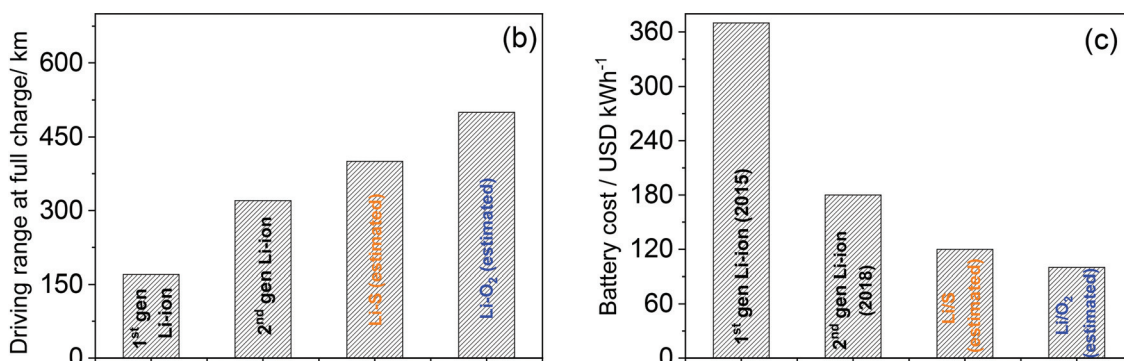 Driving range at full charge/ km
600
450
300
150
0
(b)
1st gen
Li-ion
2nd gen Li-ion
Li-S (estimated)
Li-O2 (estimated)
Battery cost / USD kWh-1
360
300
240
180
120
60
0
(c)
1st gen Li-ion (2015)
2nd gen Li-ion
(2018)
Li/S
(estimated)
Li/O2
(estimated)